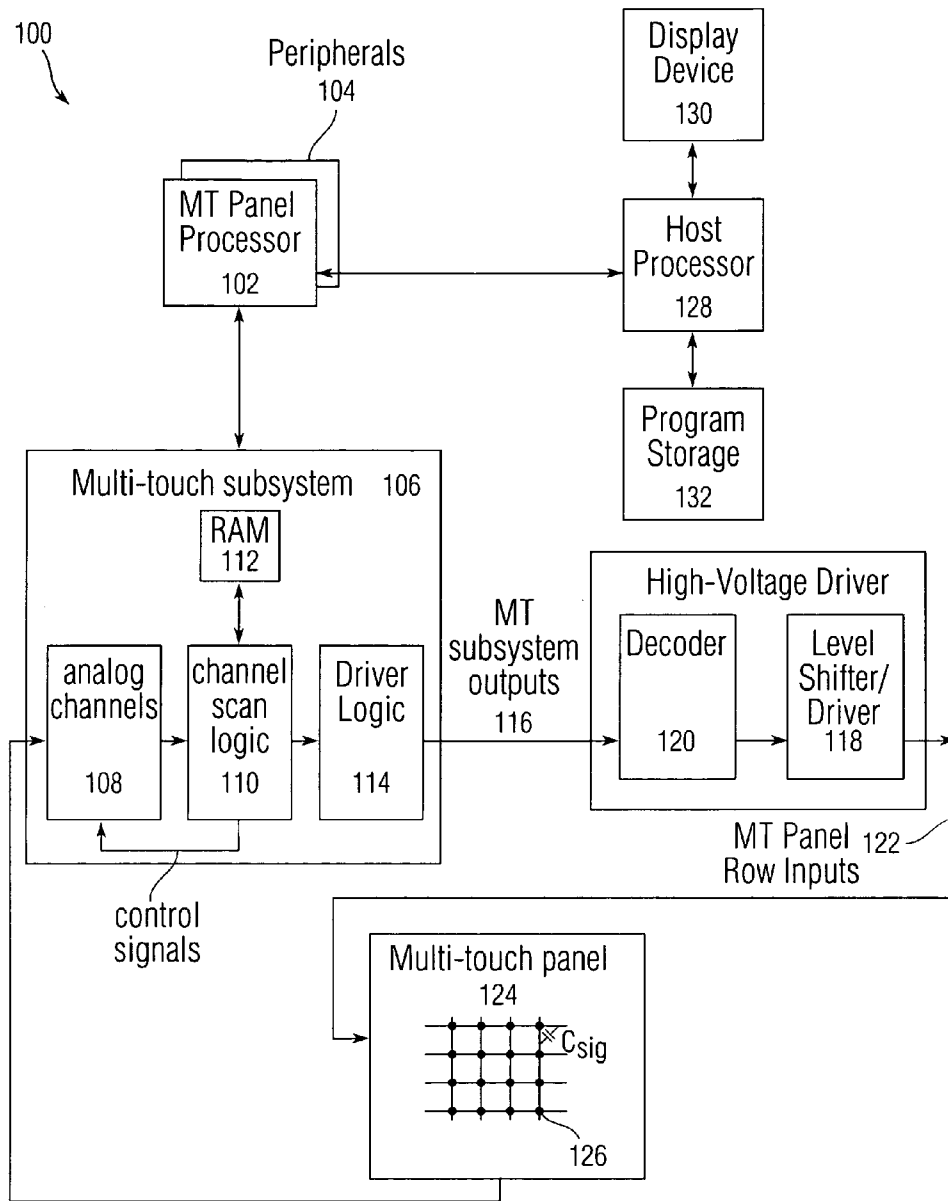 100
Peripherals
104
MT Panel
Processor
102
Display
Device
130
Host
Processor
128
Program
Storage
132
Multi-touch subsystem 106
RAM
112
analog
channels
108
channel
scan
logic
110
Driver
Logic
114
control
signals
MT
subsystem
outputs
116
High-Voltage Driver
Decoder
120
Level
Shifter/
Driver
118
MT Panel
Row Inputs
122
Multi-touch panel
124
Csig
126